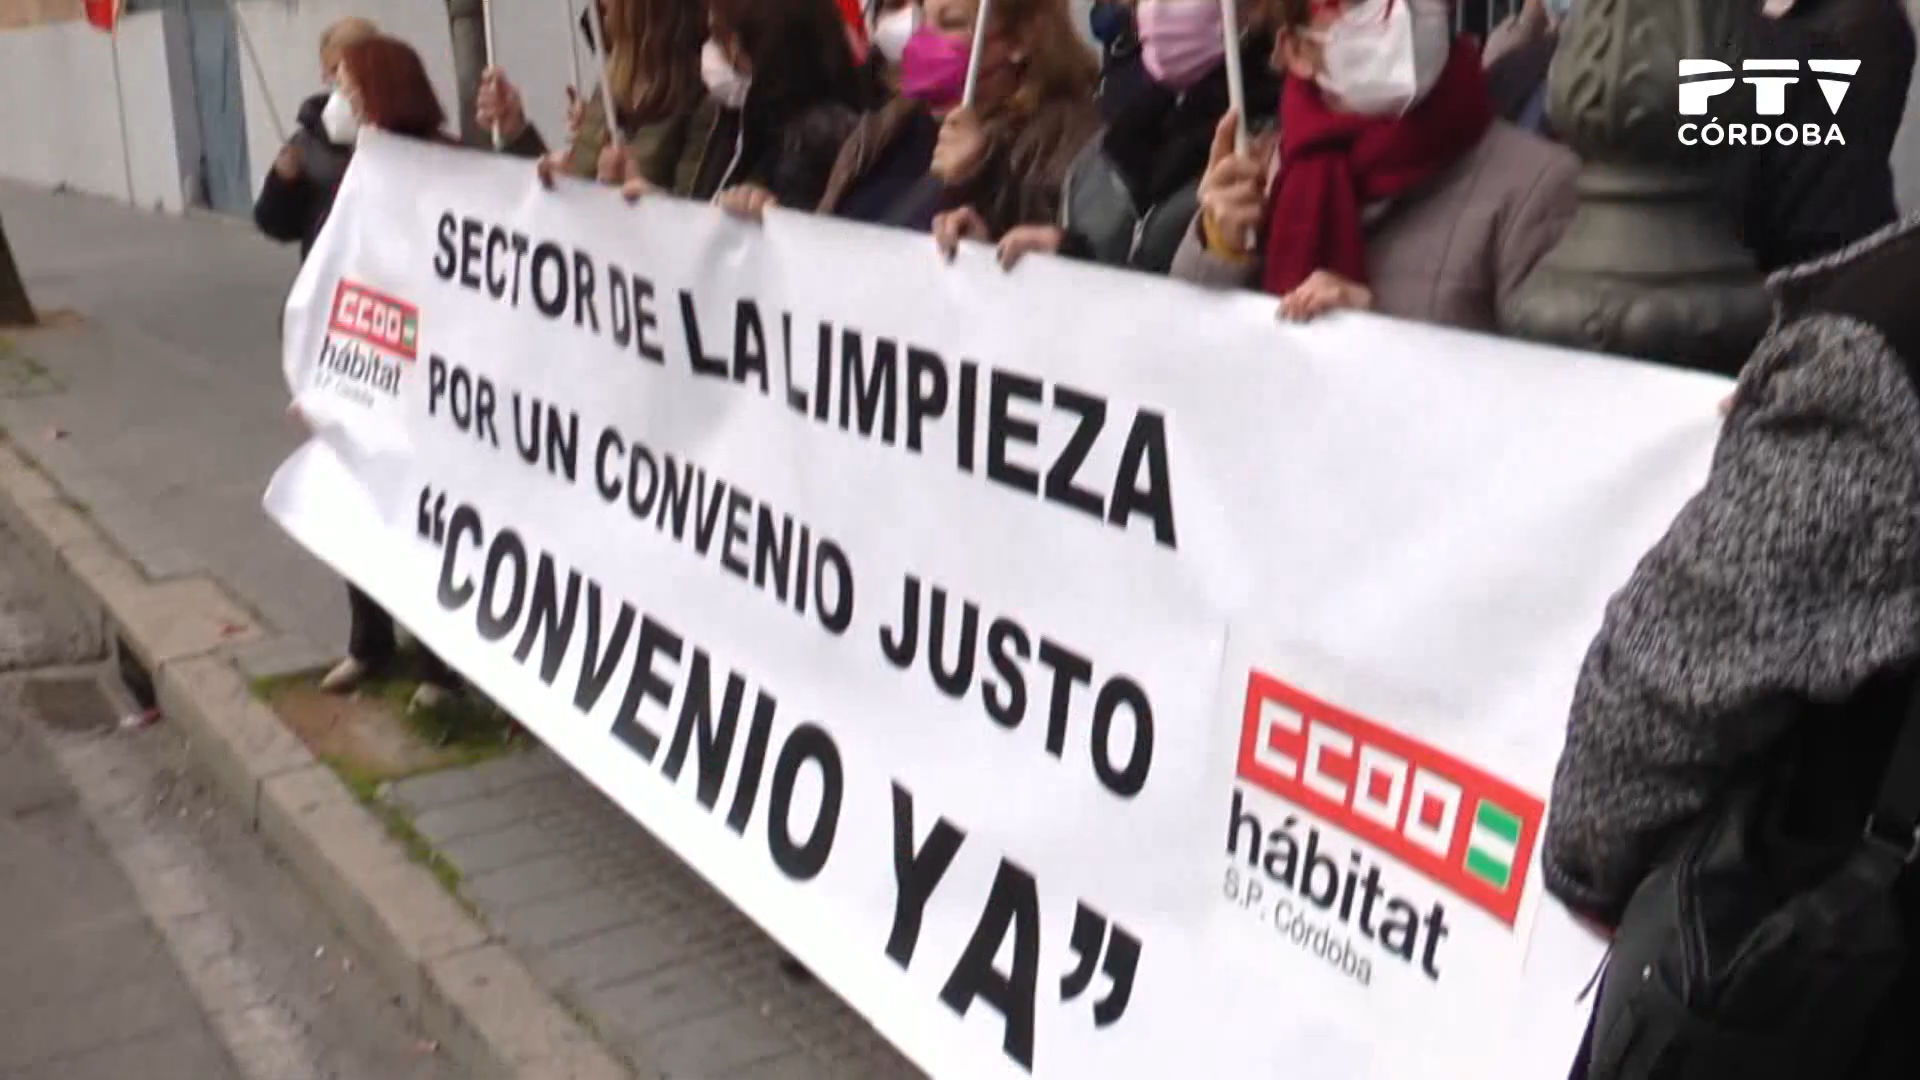 PTV
CÓRDOBA
SECTOR DE LA LIMPIEZA
POR UN CONVENIO JUSTO
“CONVENIO YA”
CCOO
hábitat
S.P. Córdoba
CCOO
hábitat
S.P. Córdoba